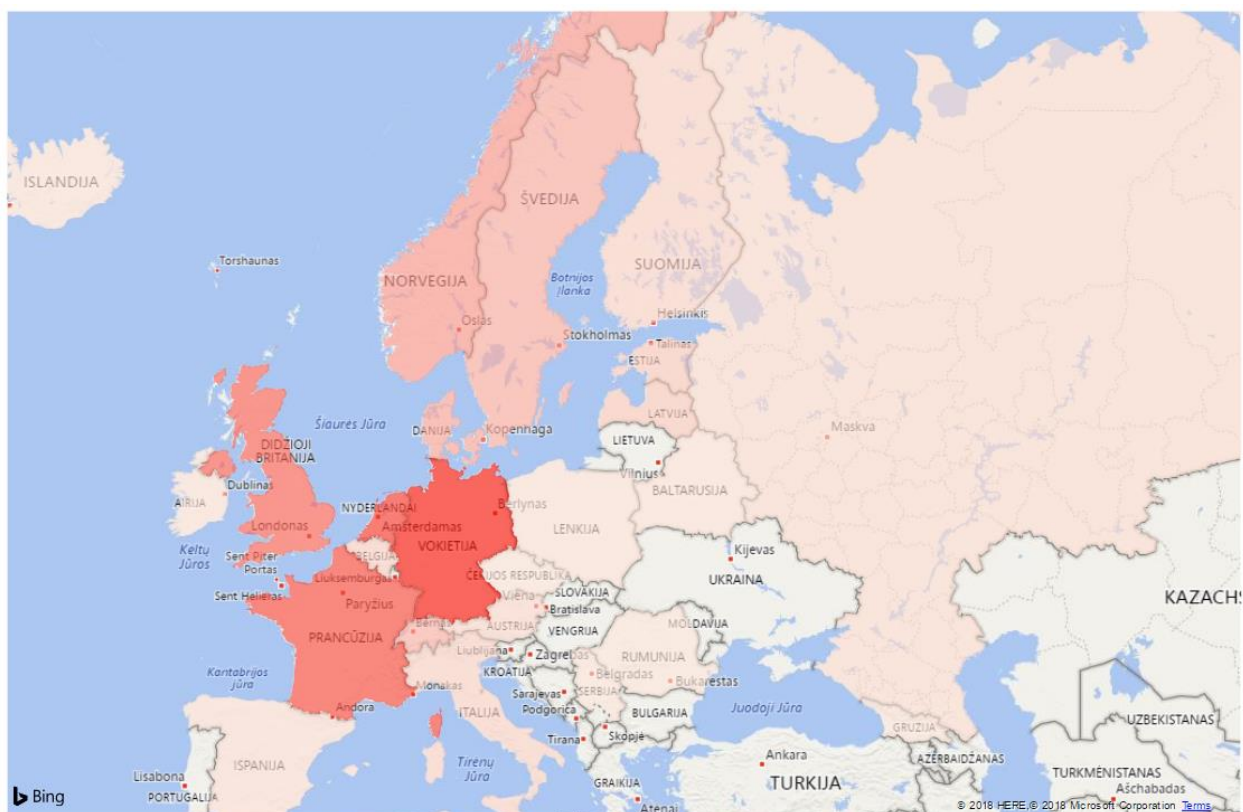 ISLANDIJA
ŠVEDIJA
Torshaunas
SUOMIJA
NORVEGIJA
Botnijos
Įlanka
Oslas
Helsinkis
Stokholmas
Talinas
ESTIJA
Šiaurės Jūra
DANIJA
Kopenhaga
LATVIJA
Maskva
DIDŽIOJI
BRITANIJA
LIETUVA
Vilnius
Dublinas
AIRIJA
NYDERLANDAI
Berlynas
BALTARUSIJA
Londonas
Amsterdamas
LENKIJA
Keltų
Jūros
VOKIETIJA
Sent Piter
Portas
BELGIJA
Kijevas
Sent Helieras
Liuksemburgas
ČEKIJOS RESPUBLIKA
UKRAINA
Paryžius
Viena
SLOVAKIJA
Bratislava
KAZACHS
PRANCŪZIJA
Bernas
AUSTRIJA
VENGRIJA
MOLDAVIJA
Liublijana
Zagrebas
RUMUNIJA
Kantabrijos
jūra
Monakas
KROATIJA
Belgradas
Bukareštas
Sarajevas
SERBIJA
Andora
ITALIJA
Podgorica
BULGARIJA
Juodoji Jūra
UZBEKISTANAS
Tirana
Skopjė
GRUZIJA
Lisabona
ISPANIJA
Tirėnų
Jūra
Ankara
AZERBAIDŽANAS
TURKMĖNISTANAS
Bing
PORTUGALIJA
GRAIKIJA
TURKIJA
Ašchabadas
Atėnai
© 2018 HERE, © 2018 Microsoft Corporation Terms